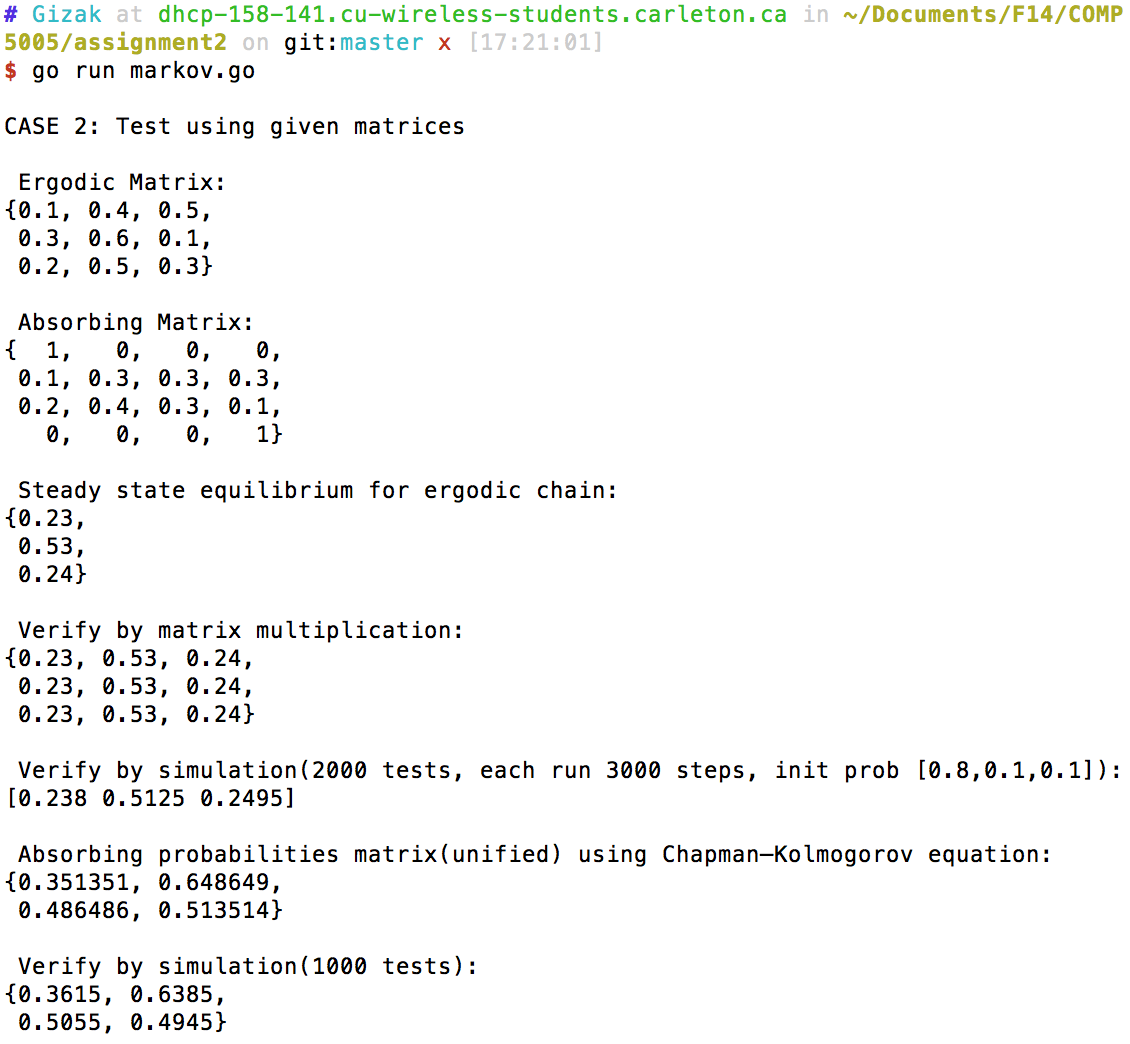 # Gizak at dhcp-158-141.cu-wireless-students.carleton.ca in ~/Documents/F14/COMP
5005/assignment2 on git:master x [17:21:01]
$ go run markov.go
CASE 2: Test using given matrices
Ergodic Matrix:
{0.1, 0.4, 0.5,
0.3, 0.6, 0.1,
0.2, 0.5, 0.3}
Absorbing Matrix:
{  1,   0,   0,   0,
0.1, 0.3, 0.3, 0.3,
0.2, 0.4, 0.3, 0.1,
0,   0,   0,   1}
Steady state equilibrium for ergodic chain:
{0.23,
0.53,
0.24}
Verify by matrix multiplication:
{0.23, 0.53, 0.24,
0.23, 0.53, 0.24,
0.23, 0.53, 0.24}
Verify by simulation(2000 tests, each run 3000 steps, init prob [0.8,0.1,0.1]):
[0.238 0.5125 0.2495]
Absorbing probabilities matrix(unified) using Chapman—Kolmogorov equation:
{0.351351, 0.648649,
0.486486, 0.513514}
Verify by simulation(1000 tests):
{0.3615, 0.6385,
0.5055, 0.4945}